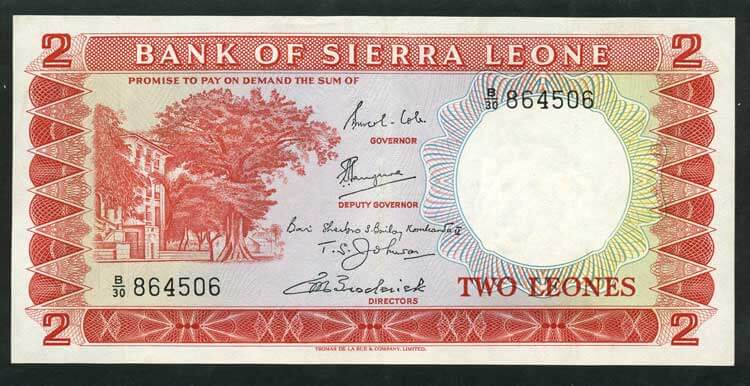 2 BANK OF SIERRA LEONE 2
PROMISE TO PAY ON DEMAND THE SUM OF
B/30 864506
GOVERNOR
DEPUTY GOVERNOR
T. S. Johnson
B/30 864506
DIRECTORS
TWO LEONES
2 2
THOMAS DE LA RUE & COMPANY, LIMITED.